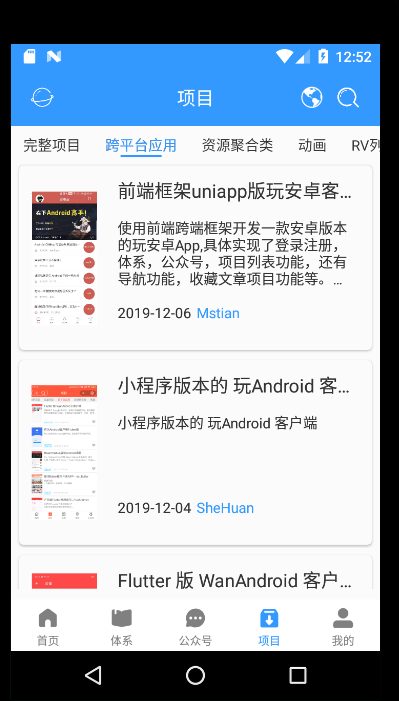 12:52
项目
完整项目 跨平台应用 资源聚合类 动画 RV列
前端框架uniapp版玩安卓客...
使用前端跨端框架开发一款安卓版本
的玩安卓App,具体实现了登录注册，
体系，公众号，项目列表功能，还有
导航功能，收藏文章项目功能等。...
2019-12-06 Mstian
小程序版本的 玩Android 客...
小程序版本的 玩Android 客户端
2019-12-04 SheHuan
Flutter 版 WanAndroid 客户...
首页 体系 公众号 项目 我的